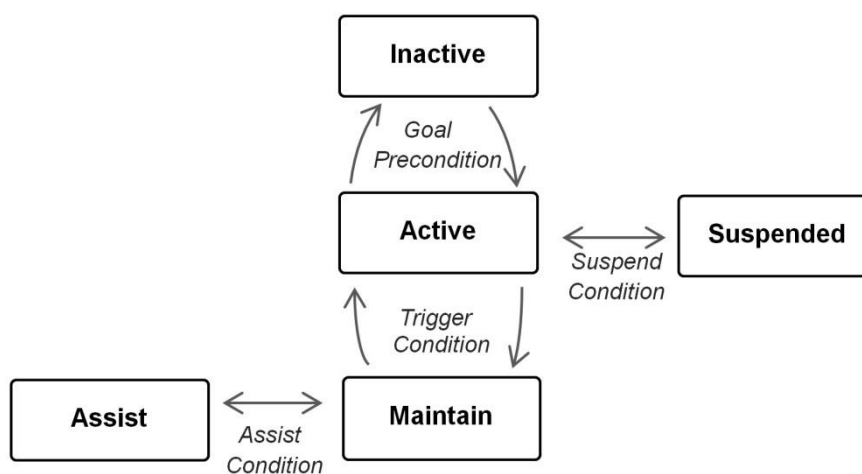 Inactive
Goal
Precondition
Active
Suspended
Suspend
Condition
Trigger
Condition
Assist
Maintain
Assist
Condition